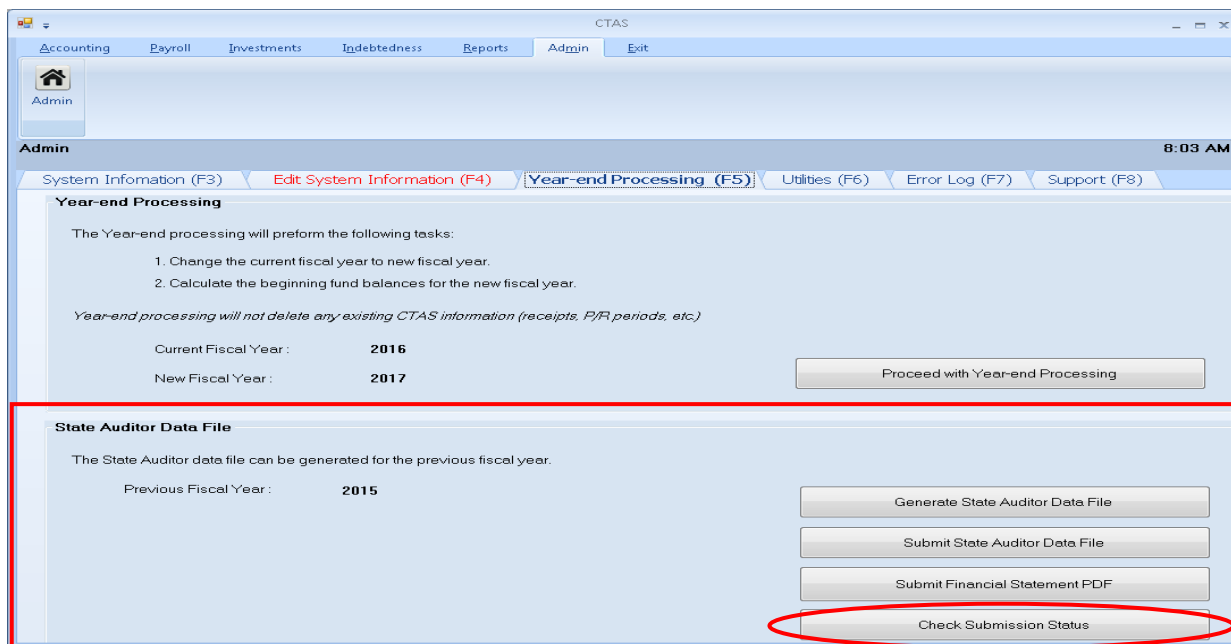 CTAS
Accounting Payroll Investments Indebtedness Reports Admin Exit
Admin
Admin 8:03 AM
System Infomation (F3) Edit System Information (F4) Year-end Processing (F5) Utilities (F6) Error Log (F7) Support (F8)
Year-end Processing
The Year-end processing will preform the following tasks:
1. Change the current fiscal year to new fiscal year.
2. Calculate the beginning fund balances for the new fiscal year.
Year-end processing will not delete any existing CTAS information (receipts, P/R periods, etc.)
Current Fiscal Year : 2016
New Fiscal Year : 2017
Proceed with Year-end Processing
State Auditor Data File
The State Auditor data file can be generated for the previous fiscal year.
Previous Fiscal Year : 2015
Generate State Auditor Data File
Submit State Auditor Data File
Submit Financial Statement PDF
Check Submission Status